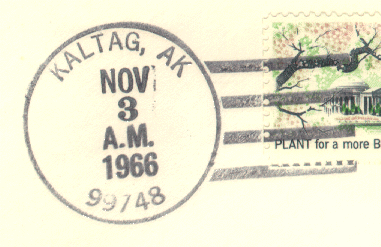 KALTAG, AK
NOV
3
A.M.
1966
99748
PLANT for a more B